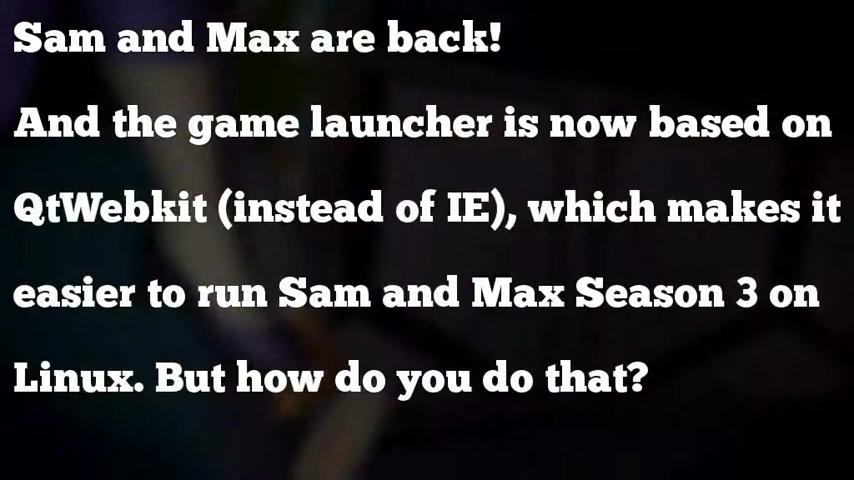 Sam and Max are back!
And the game launcher is now based on
QtWebkit (instead of IE), which makes it
easier to run Sam and Max Season 3 on
Linux. But how do you do that?